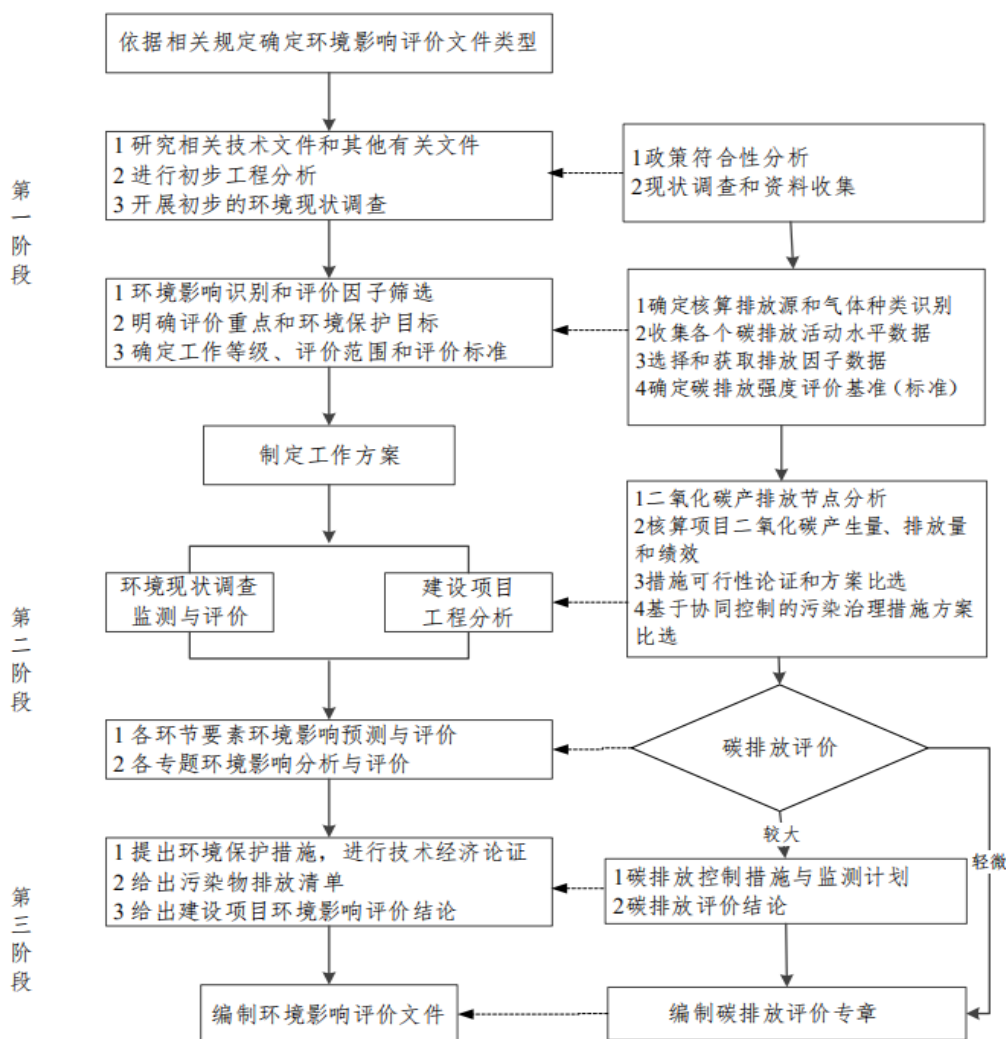 依据相关规定确定环境影响评价文件类型
第一阶段
1 研究相关技术文件和其他有关文件
2 进行初步工程分析
3 开展初步的环境现状调查
1政策符合性分析
2现状调查和资料收集
1 环境影响识别和评价因子筛选
2 明确评价重点和环境保护目标
3 确定工作等级、评价范围和评价标准
1确定核算排放源和气体种类识别
2收集各个碳排放活动水平数据
3选择和获取排放因子数据
4确定碳排放强度评价基准(标准)
制定工作方案
第二阶段
环境现状调查
监测与评价
建设项目
工程分析
1二氧化碳产排放节点分析
2核算项目二氧化碳产生量、排放量
和绩效
3措施可行性论证和方案比选
4基于协同控制的污染治理措施方案
比选
1 各环节要素环境影响预测与评价
2 各专题环境影响分析与评价
碳排放评价
较大
轻微
第三阶段
1 提出环境保护措施，进行技术经济论证
2 给出污染物排放清单
3 给出建设项目环境影响评价结论
1碳排放控制措施与监测计划
2碳排放评价结论
编制环境影响评价文件
编制碳排放评价专章